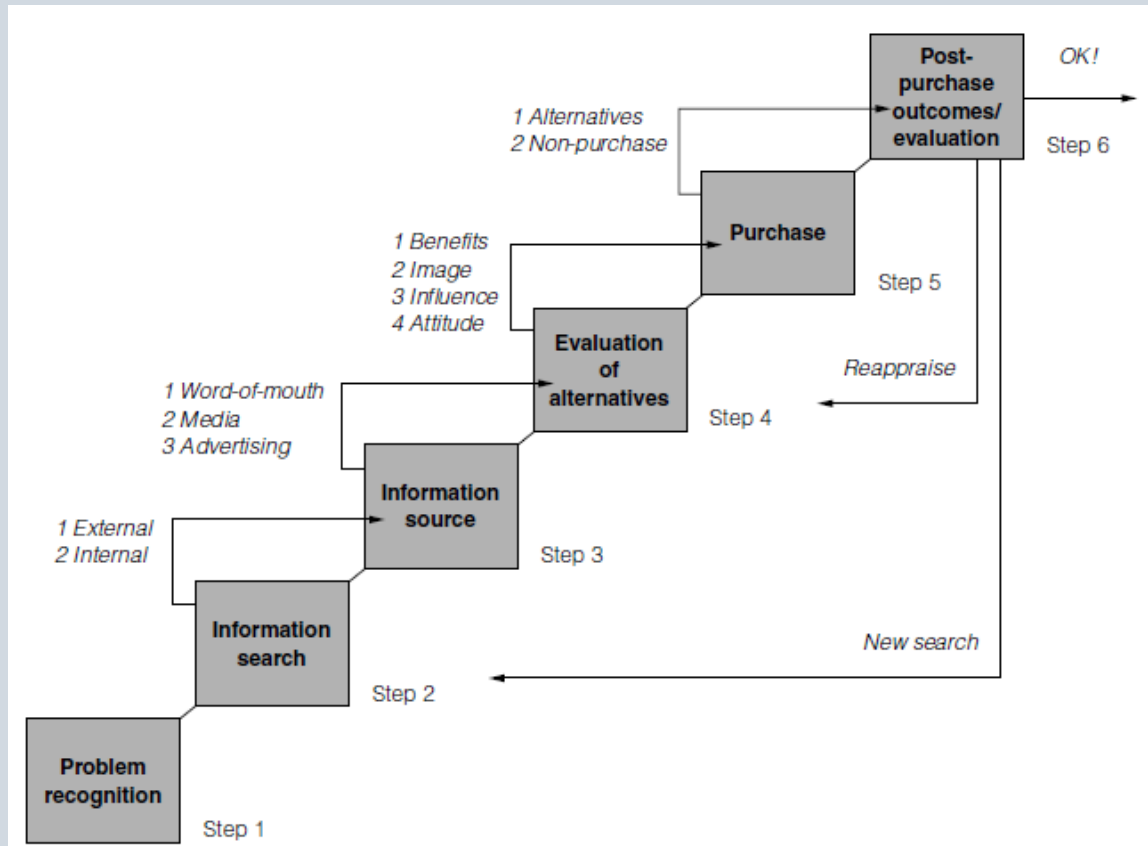 Post-
purchase
outcomes/
evaluation
OK!
Step 6
1 Alternatives
2 Non-purchase
Purchase
Step 5
1 Benefits
2 Image
3 Influence
4 Attitude
Evaluation
of
alternatives
Step 4
Reappraise
1 Word-of-mouth
2 Media
3 Advertising
Information
source
Step 3
1 External
2 Internal
Information
search
Step 2
New search
Problem
recognition
Step 1